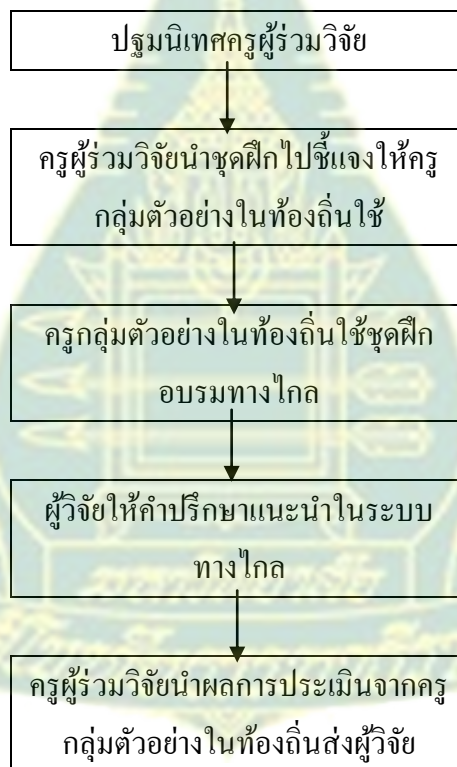 ปฐมนิเทศครูผู้ร่วมวิจัย
ครูผู้ร่วมวิจัยนำชุดฝึกไปชี้แจงให้ครู
กลุ่มตัวอย่างในท้องถิ่นใช้
ครูกลุ่มตัวอย่างในท้องถิ่นใช้ชุดฝึก
อบรมทางไกล
ผู้วิจัยให้คำปรึกษาแนะนำในระบบ
ทางไกล
ครูผู้ร่วมวิจัยนำผลการประเมินจากครู
กลุ่มตัวอย่างในท้องถิ่นส่งผู้วิจัย